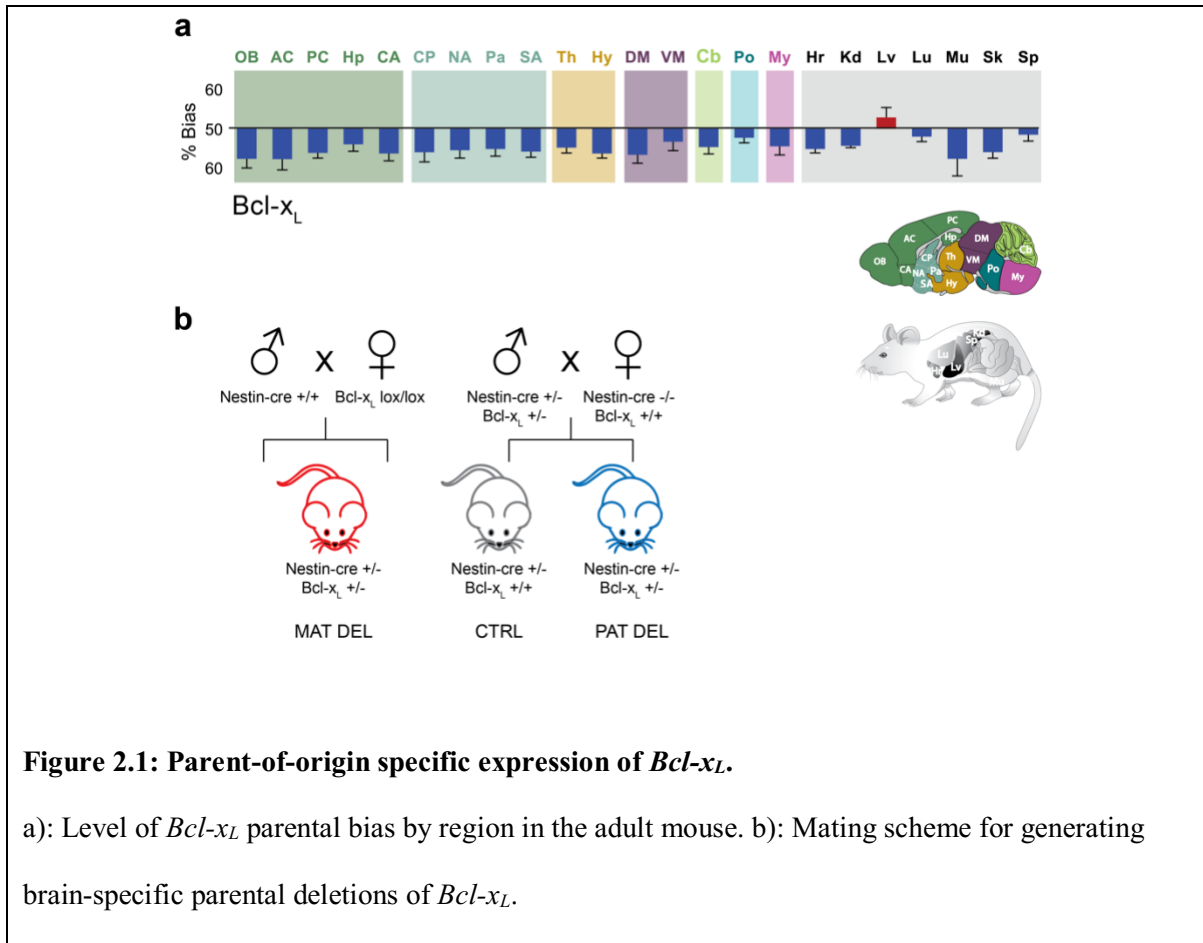 a
OB AC PC Hp CA CP NA Pa SA Th Hy DM VM Cb Po My Hr Kd Lv Lu Mu Sk Sp
60
50
60
% Bias
Bcl-xL
PC
AC
Hp
DM
Cb
OB
CP
Th
CA
NA
Pa
VM
Po
My
SA
Hy
Sp
Lu
Lv
b
X
X
Nestin-cre +/+ Bcl-xL lox/lox Nestin-cre +/- Nestin-cre -/-
Bcl-xL +/- Bcl-xL +/+
Nestin-cre +/- Nestin-cre +/- Nestin-cre +/-
Bcl-xL +/- Bcl-xL +/+ Bcl-xL +/-
MAT DEL CTRL PAT DEL
Figure 2.1: Parent-of-origin specific expression of Bcl-xL.
a): Level of Bcl-xL parental bias by region in the adult mouse. b): Mating scheme for generating
brain-specific parental deletions of Bcl-xL.